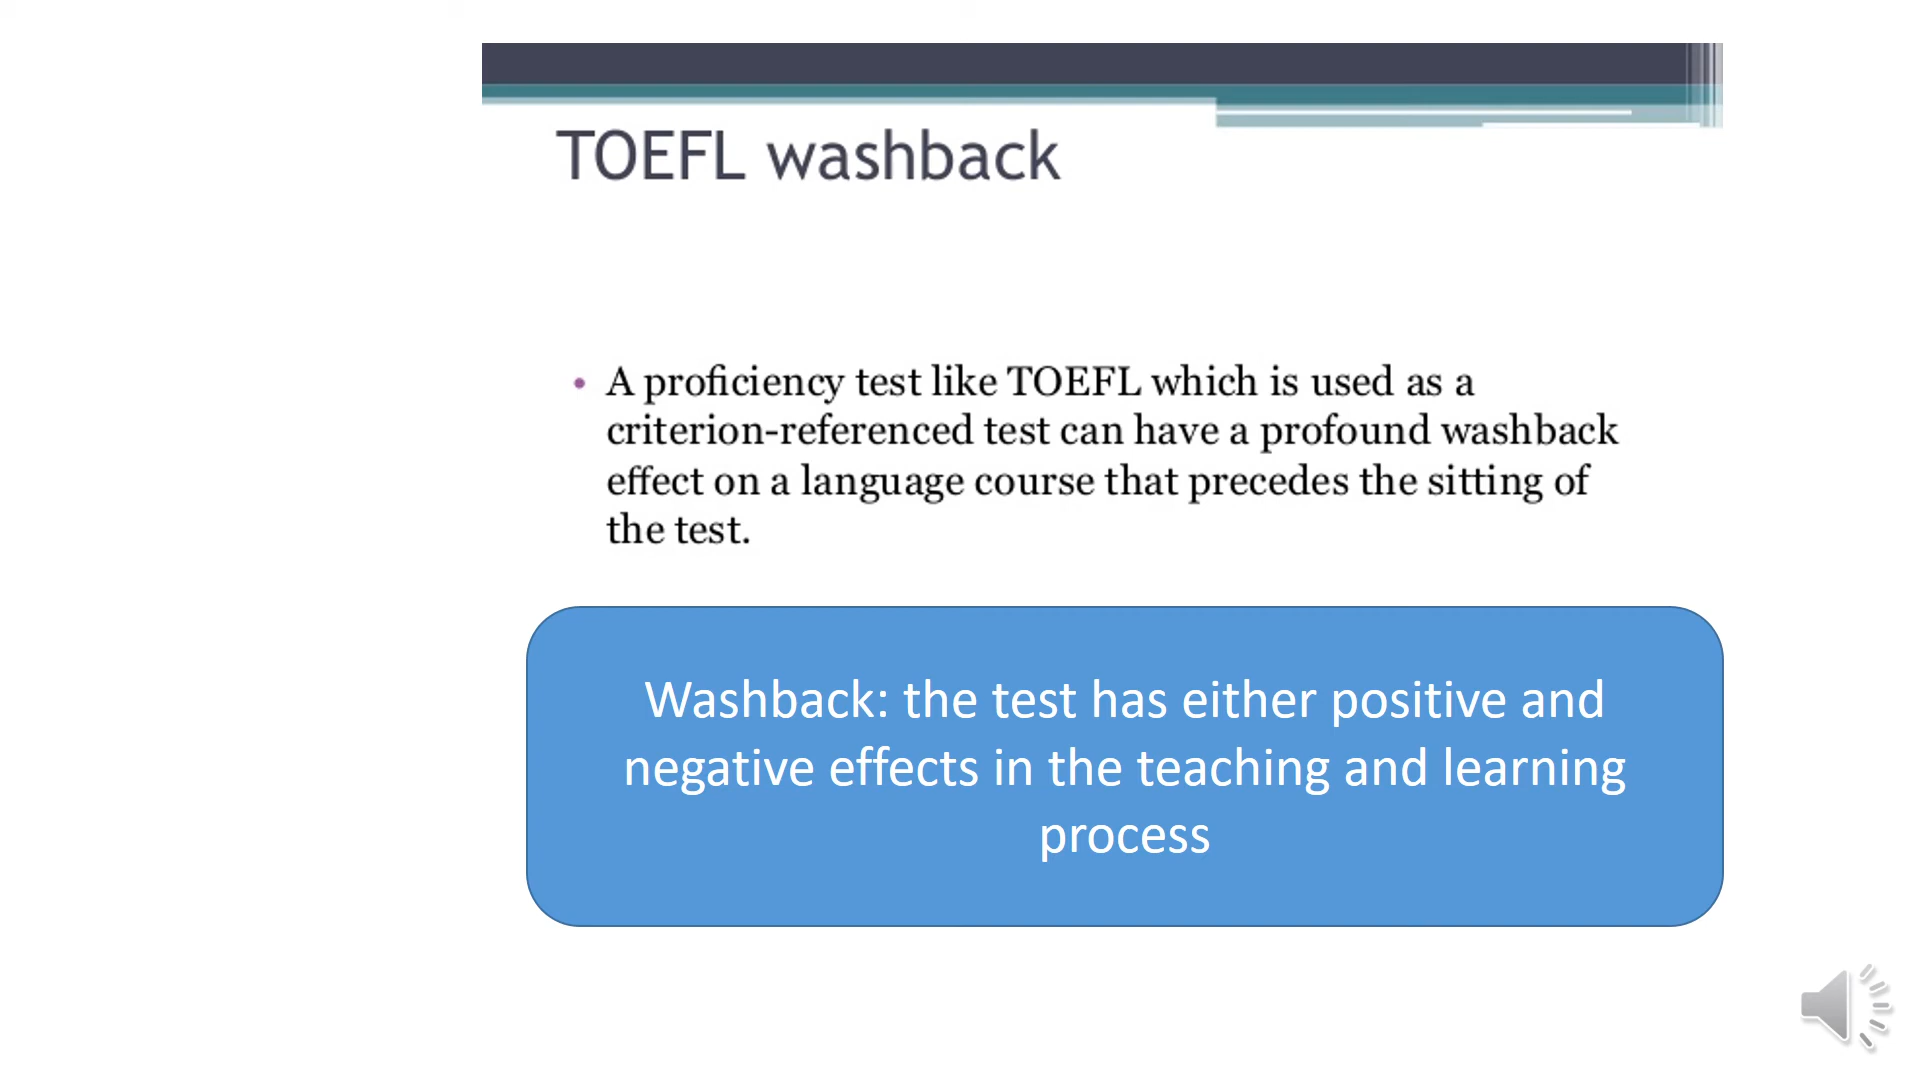 TOEFL washback
• A proficiency test like TOEFL which is used as a
criterion-referenced test can have a profound washback
effect on a language course that precedes the sitting of
the test.
Washback: the test has either positive and
negative effects in the teaching and learning
process